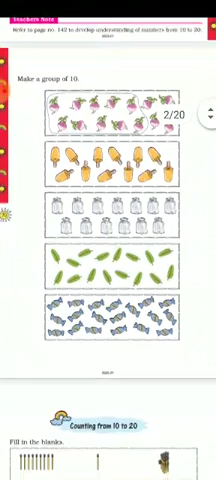 Teachers Note
Refer to page no. 142 to develop understanding of numbers from 10 to 20.
Make a group of 10.
2/20
Counting from 10 to 20
Fill in the blanks.